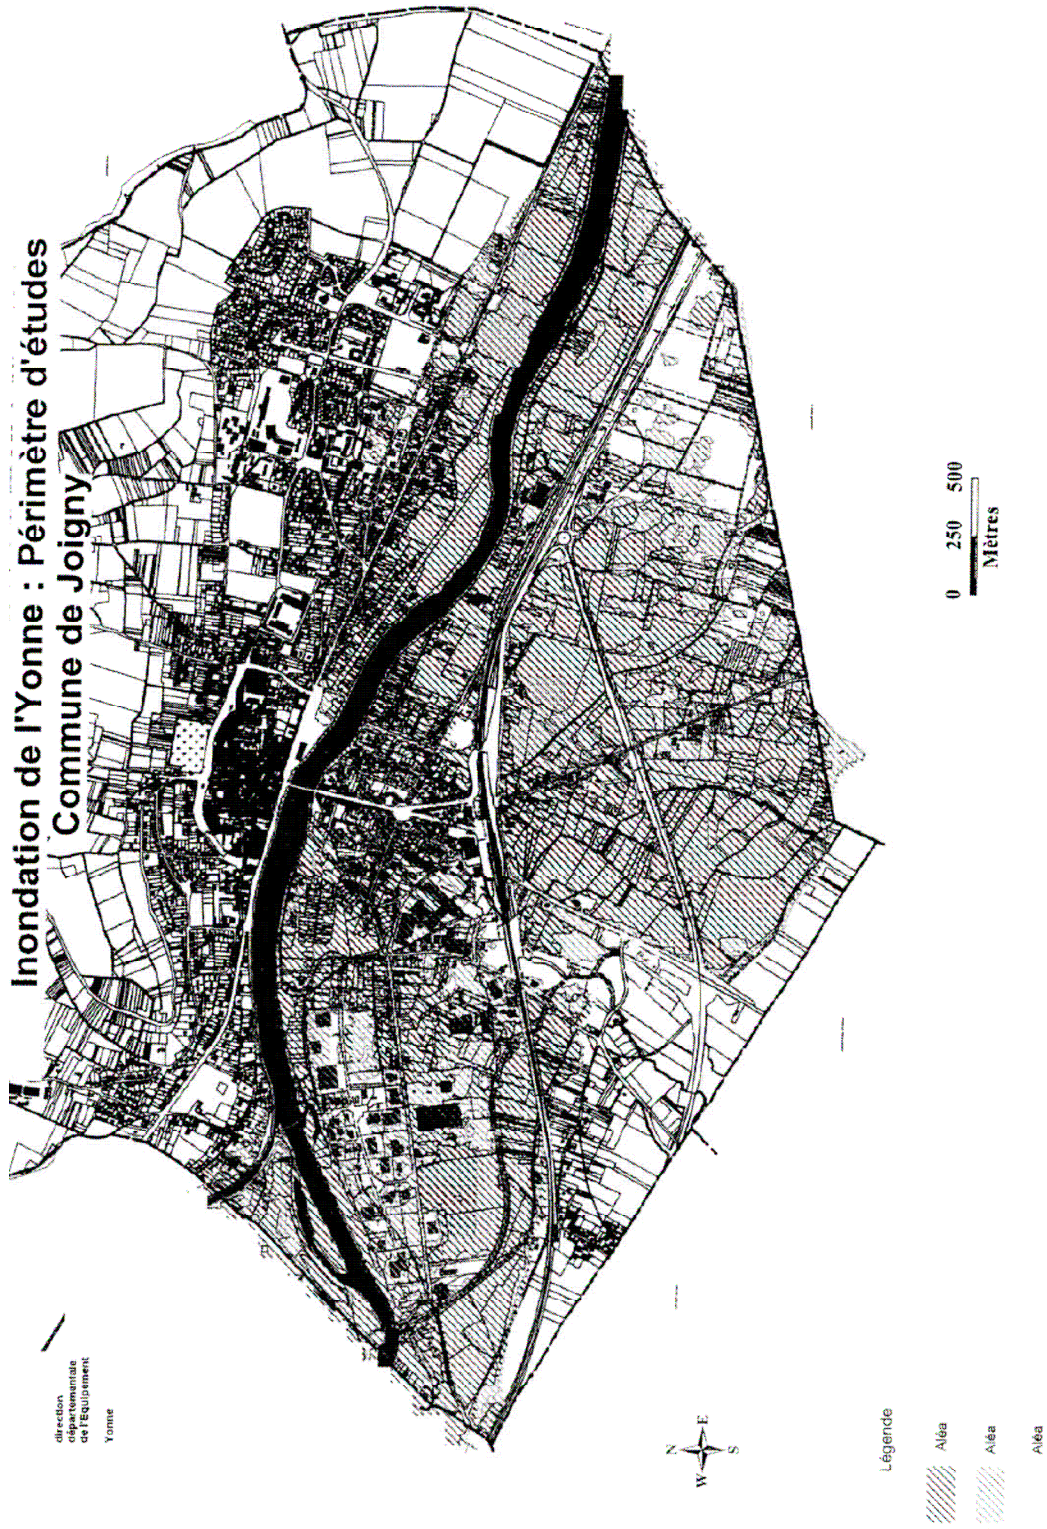 Inondation de l'Yonne : Périmètre d'études
Commune de Joigny
direction
départementale
de l'Equipement
Yonne
N
W E
S
0 250 500
Mètres
Légende
Aléa
Aléa
Aléa